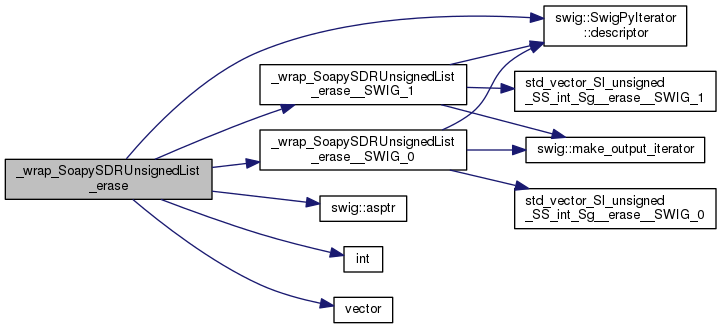 _wrap_SoapySDRUnsignedList
_erase
_wrap_SoapySDRUnsignedList
_erase__SWIG_1
_wrap_SoapySDRUnsignedList
_erase__SWIG_0
swig::asptr
int
vector
swig::SwigPyIterator
::descriptor
std_vector_Sl_unsigned
_SS_int_Sg__erase__SWIG_1
swig::make_output_iterator
std_vector_Sl_unsigned
_SS_int_Sg__erase__SWIG_0